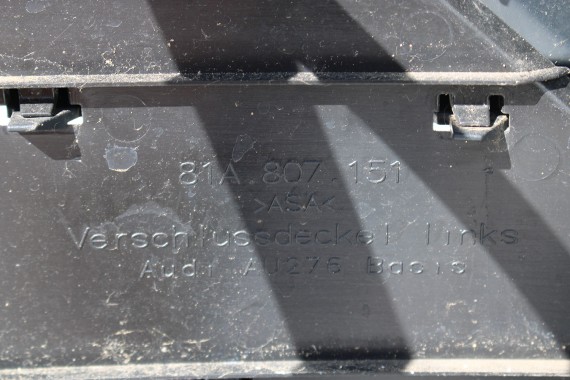 81A 807 151
>ASA<
Verschlussdeckel links
Audi AU276 Basis